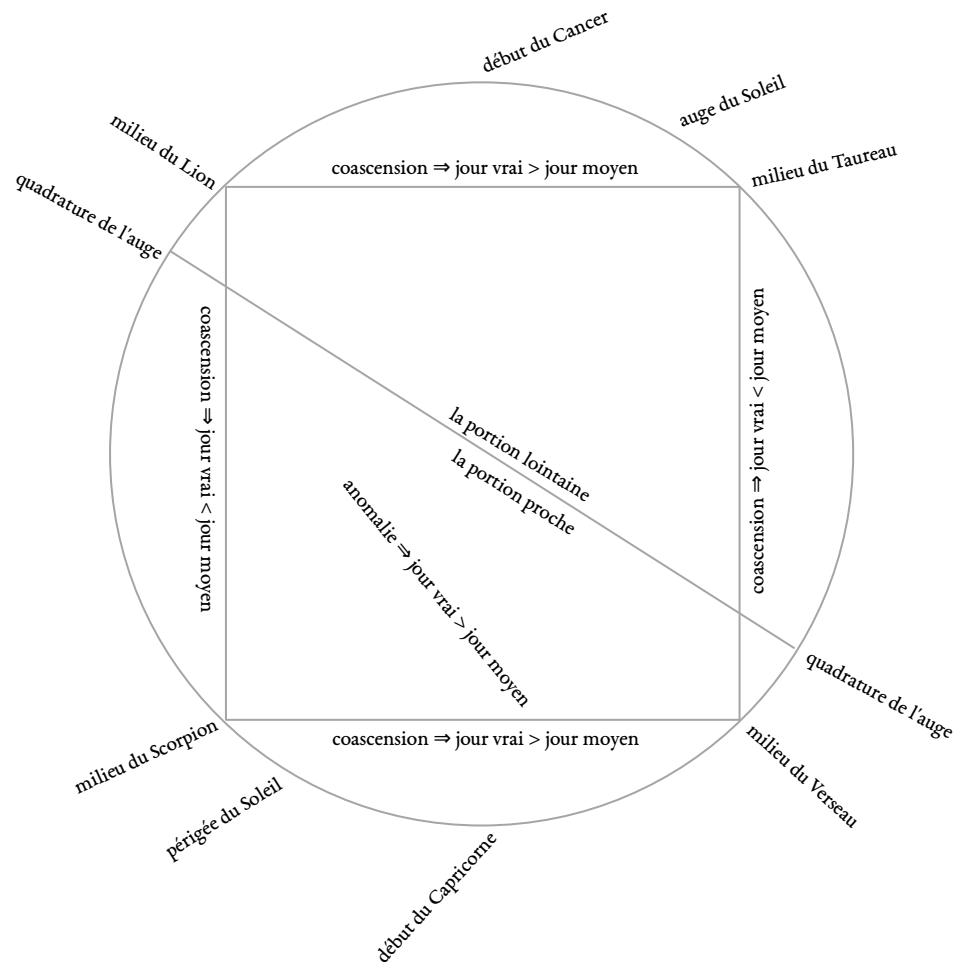 début du Cancer
auge du Soleil
milieu du Lion
milieu du Taureau
coascension ⇒ jour vrai > jour moyen
quadrature de l'auge
coascension ⇒ jour vrai < jour moyen
coascension ⇒ jour vrai < jour moyen
la portion lointaine
la portion proche
anomalie ⇒ jour vrai > jour moyen
quadrature de l'auge
coascension ⇒ jour vrai > jour moyen
milieu du Scorpion
milieu du Verseau
périgée du Soleil
début du Capricorne